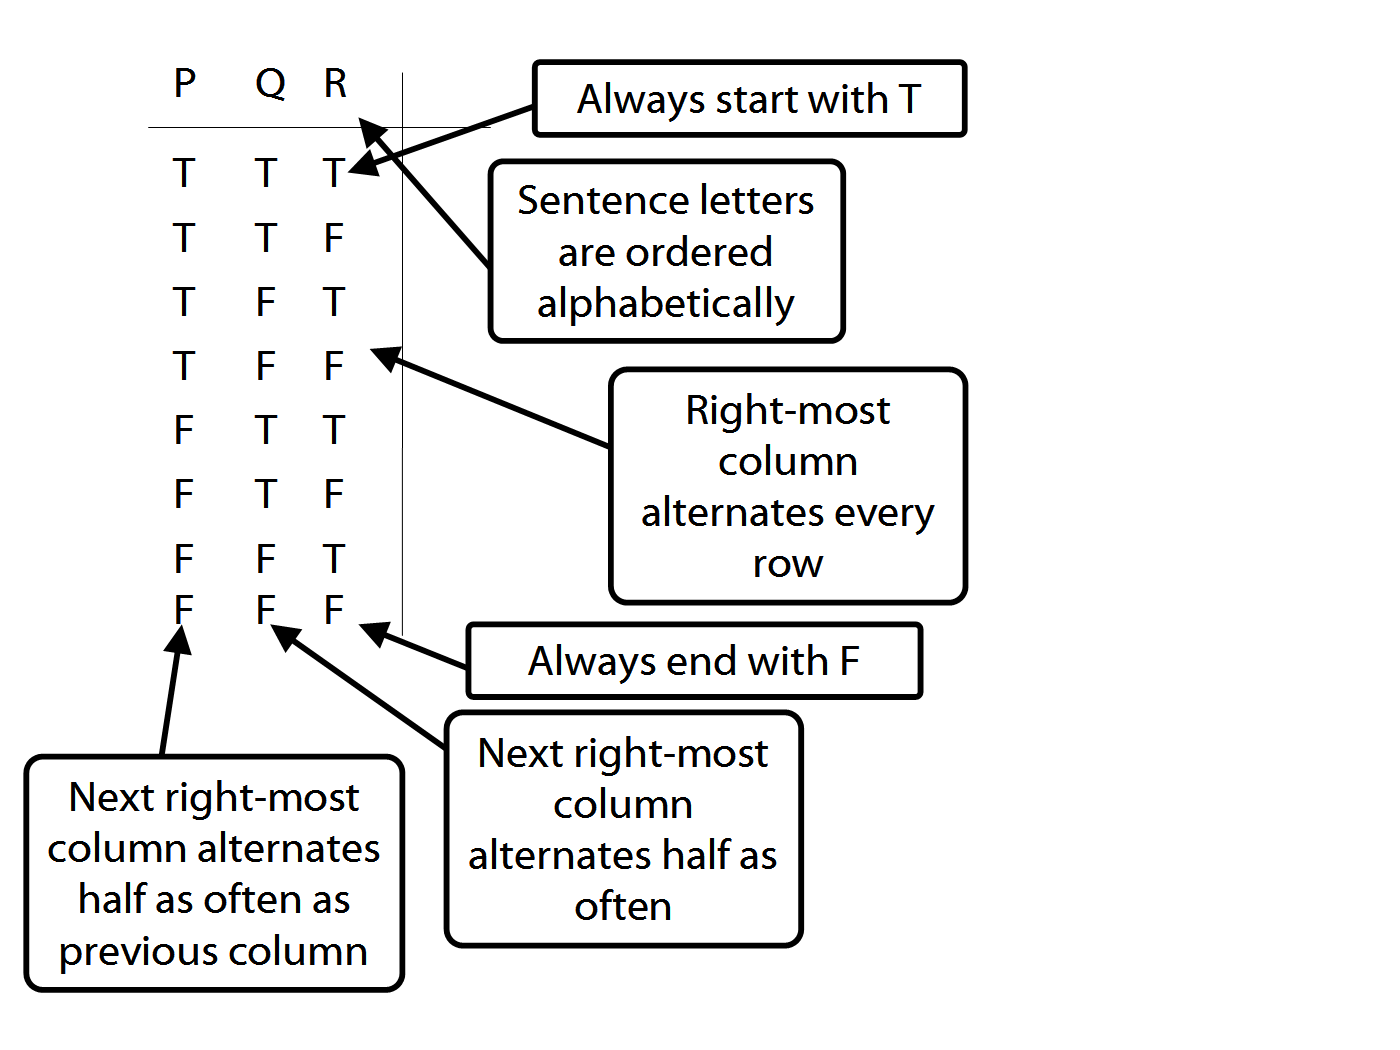 P Q R
T T T
T T F
T F T
T F F
F T T
F T F
F F T
F F F
Always start with T
Sentence letters
are ordered
alphabetically
Right-most
column
alternates every
row
Always end with F
Next right-most
column
alternates half as
often
Next right-most
column alternates
half as often as
previous column